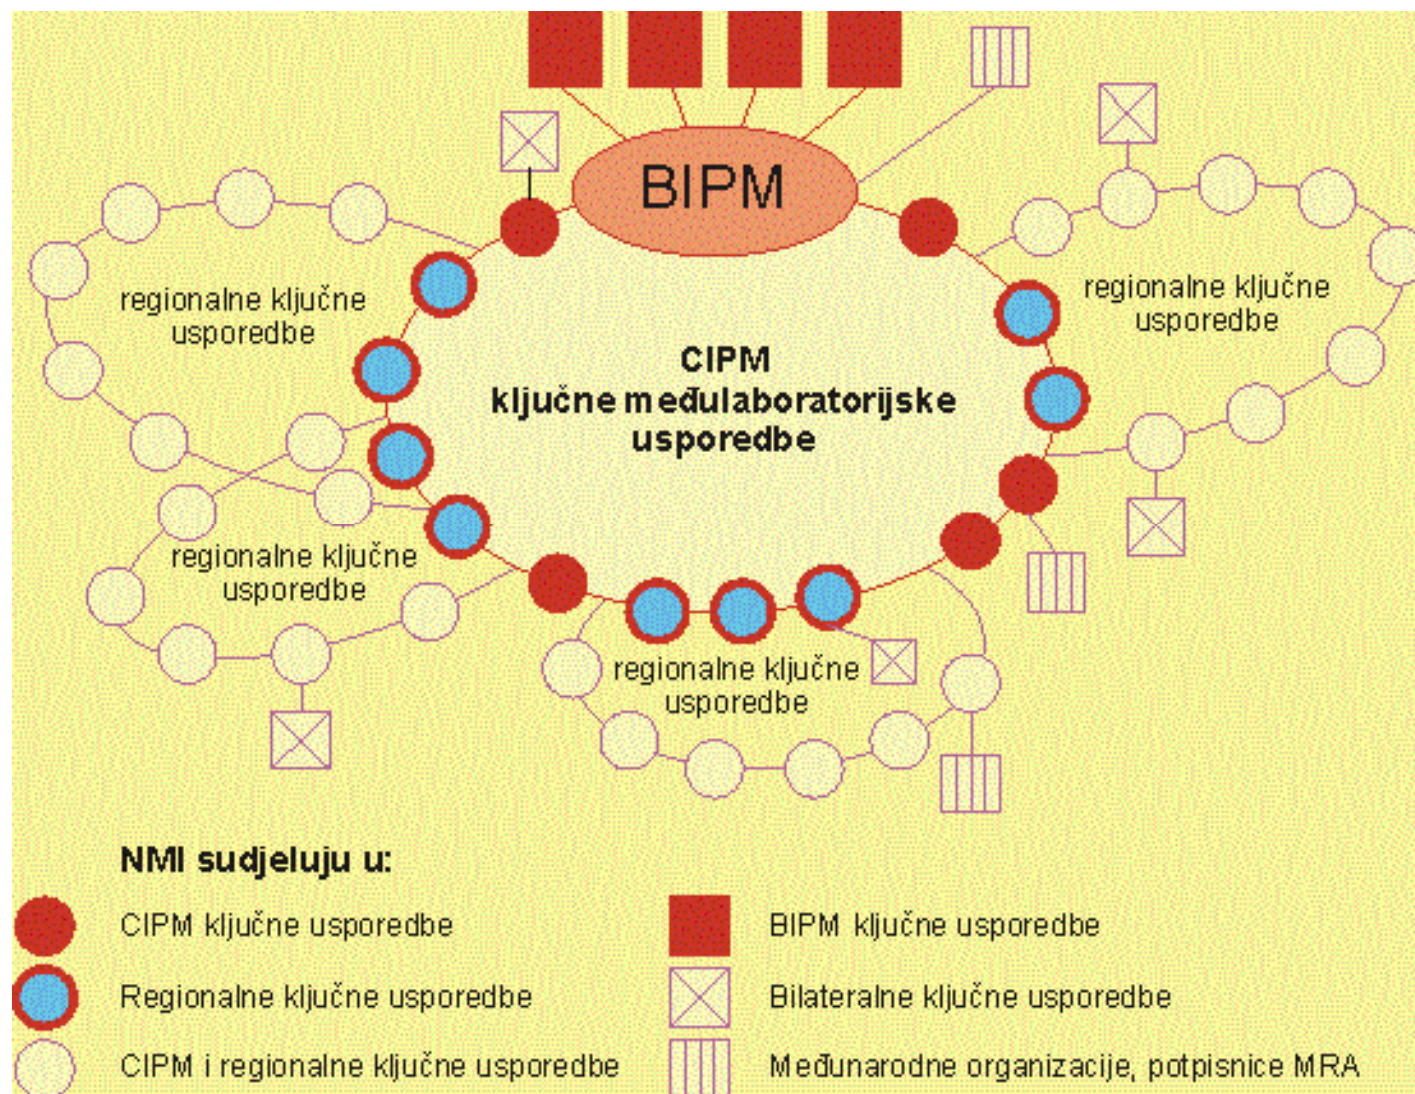 BIPM
regionalne ključne
usporedbe
regionalne ključne
usporedbe
CIPM
ključne međulaboratorijske
usporedbe
regionalne ključne
usporedbe
regionalne ključne
usporedbe
NMI sudjeluju u:
CIPM ključne usporedbe
BIPM ključne usporedbe
Regionalne ključne usporedbe
Bilateralne ključne usporedbe
CIPM i regionalne ključne usporedbe
Međunarodne organizacije, potpisnice MRA